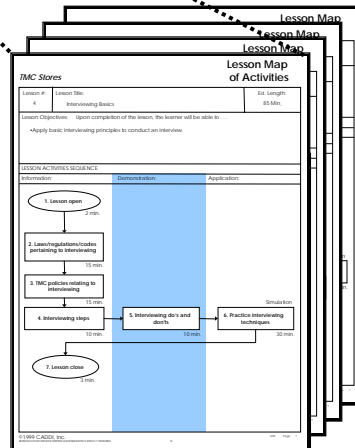 Lesson Map
Lesson Map
Lesson Map
Lesson Map
of Activities
TMC Stores
Lesson #:
Lesson Title:
Est. Length:
4
Interviewing Basics
85 Min.
Lesson Objectives: Upon completion of the lesson, the learner will be able to . . .
•Apply basic interviewing principles to conduct an interview.
LESSON ACTIVITIES SEQUENCE
Information:
Demonstration:
Application:
1. Lesson open
2 min.
2. Laws/regulations/codes
pertaining to interviewing
15 min.
3. TMC policies relating to
interviewing
15 min.
Simulation
4. Interviewing steps
5. Interviewing do's and
don'ts
6. Practice interviewing
techniques
10 min.
10 min.
30 min.
7. Lesson close
3 min.
©1999 CADDI, Inc.